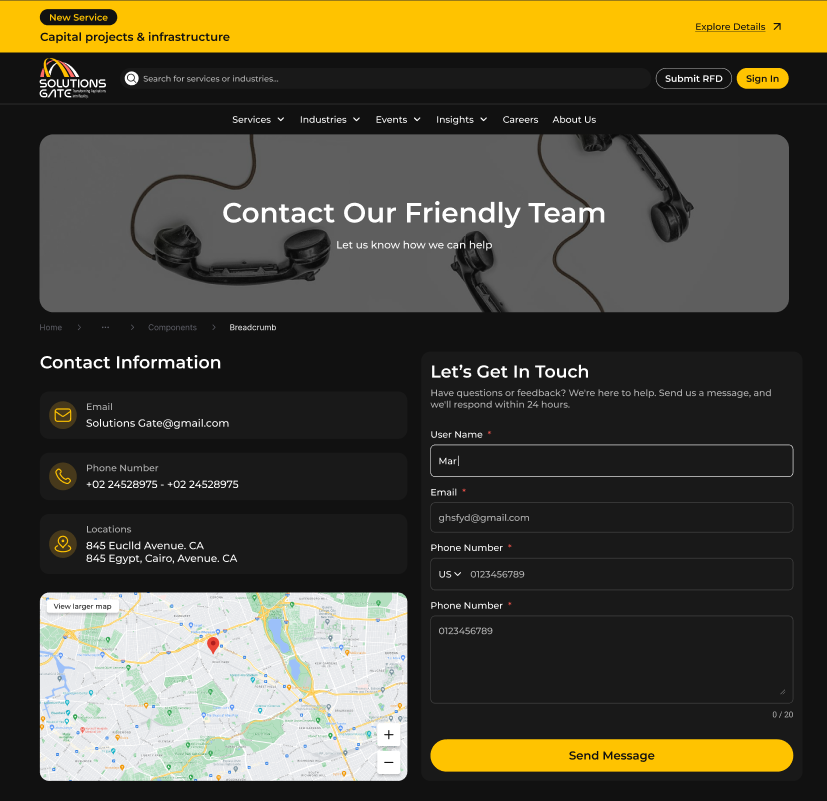 New Service
Capital projects & infrastructure
Explore Details
SOLUTIONS
GATE
Search for services or industries...
Submit RFD
Sign In
Services
Industries
Events
Insights
Careers
About Us
Contact Our Friendly Team
Let us know how we can help
Home
...
Components
Breadcrumb
Contact Information
Email
Solutions Gate@gmail.com
Phone Number
+02 24528975 - +02 24528975
Locations
845 Euclld Avenue. CA
845 Egypt, Cairo, Avenue. CA
View larger map
+
−
Let's Get In Touch
Have questions or feedback? We're here to help. Send us a message, and
we'll respond within 24 hours.
User Name *
Mar
Email *
ghsfyd@gmail.com
Phone Number *
US 0123456789
Phone Number *
0123456789
0 / 20
Send Message